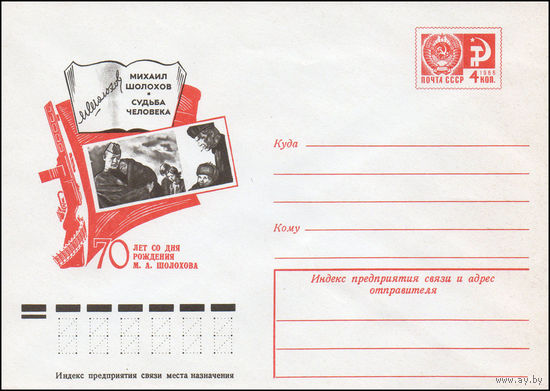 МИХАИЛ
ШОЛОХОВ
СУДЬБА
ЧЕЛОВЕКА
М Шолохов
70 ЛЕТ СО ДНЯ
РОЖДЕНИЯ
М. А. ШОЛОХОВА
1966
ПОЧТА СССР 4 КОП.
Куда
Кому
Индекс предприятия связи и адрес
отправителя
Индекс предприятия связи места назначения
www.ay.by